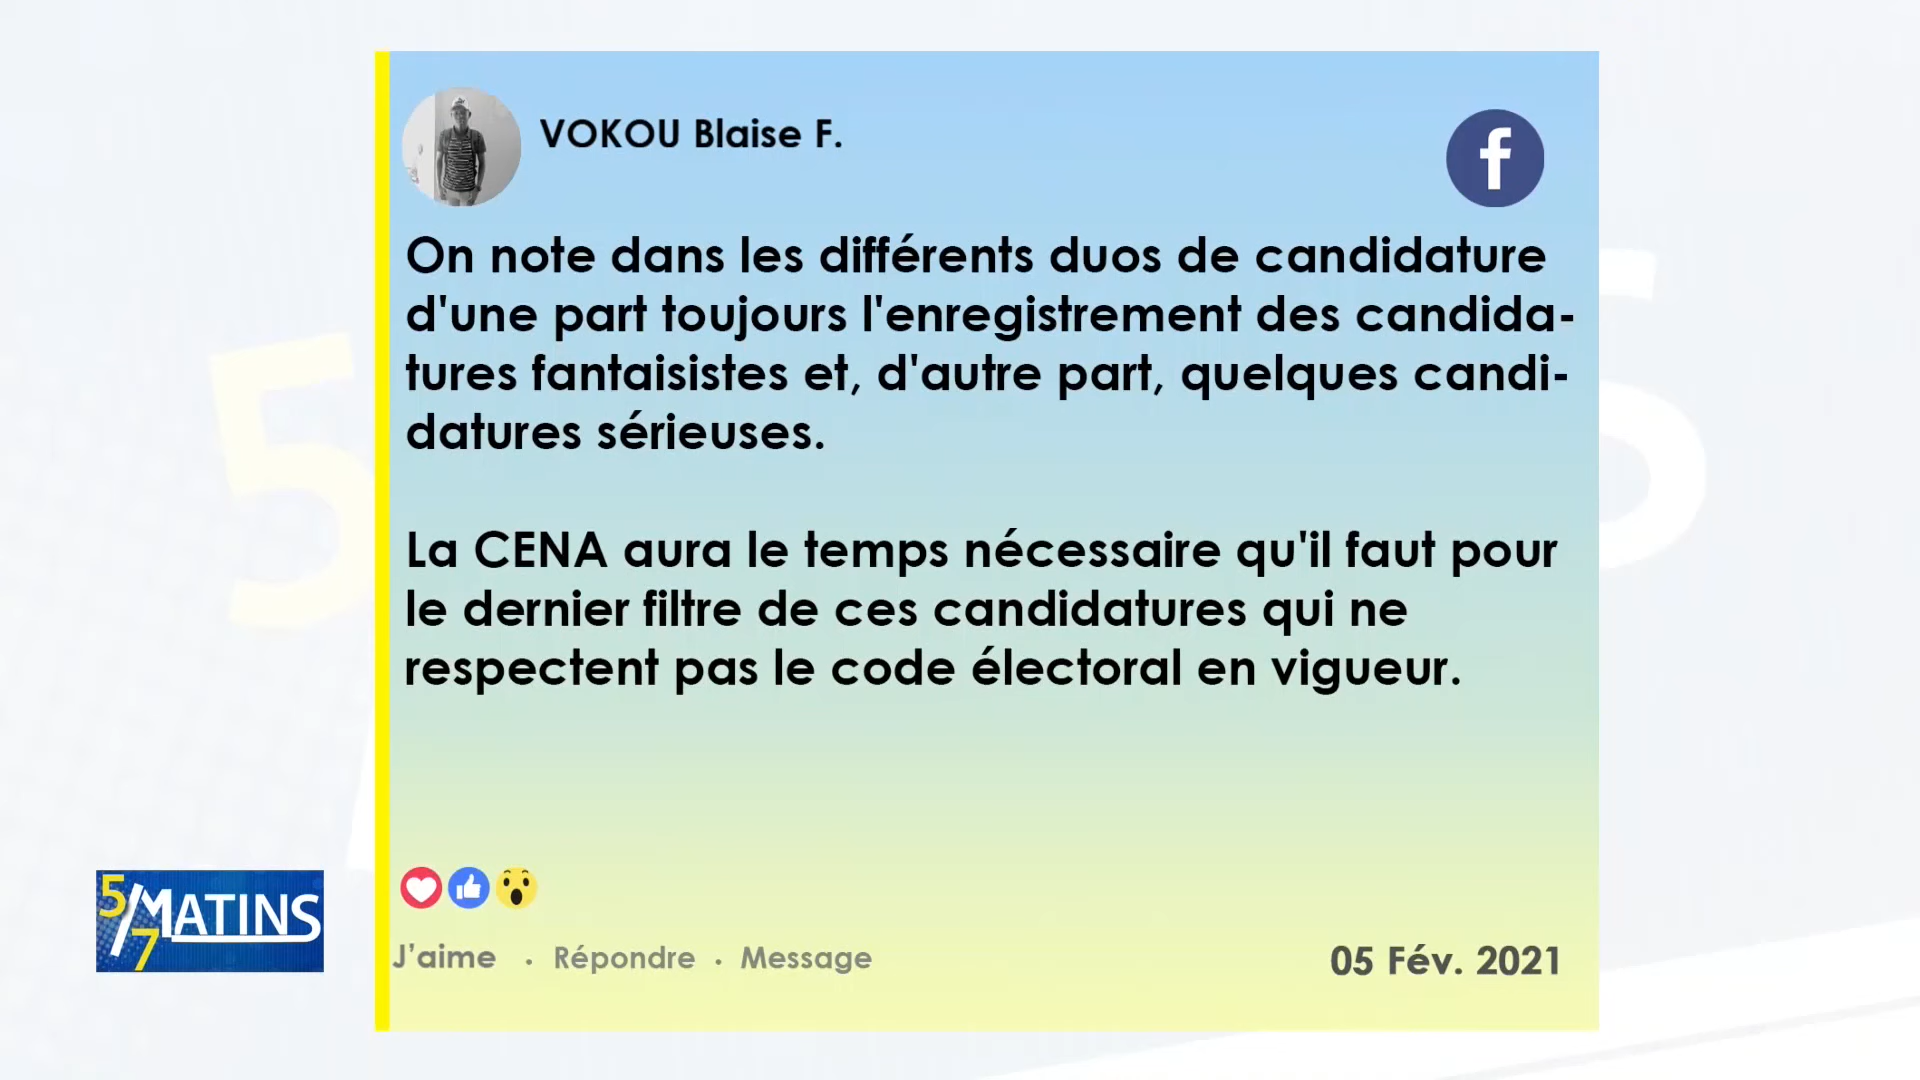 VOKOU Blaise F.
f
On note dans les différents duos de candidature
d'une part toujours l'enregistrement des candida-
tures fantaisistes et, d'autre part, quelques candi-
datures sérieuses.
La CENA aura le temps nécessaire qu'il faut pour
le dernier filtre de ces candidatures qui ne
respectent pas le code électoral en vigueur.
5/7 MATINS
J’aime · Répondre · Message
05 Fév. 2021